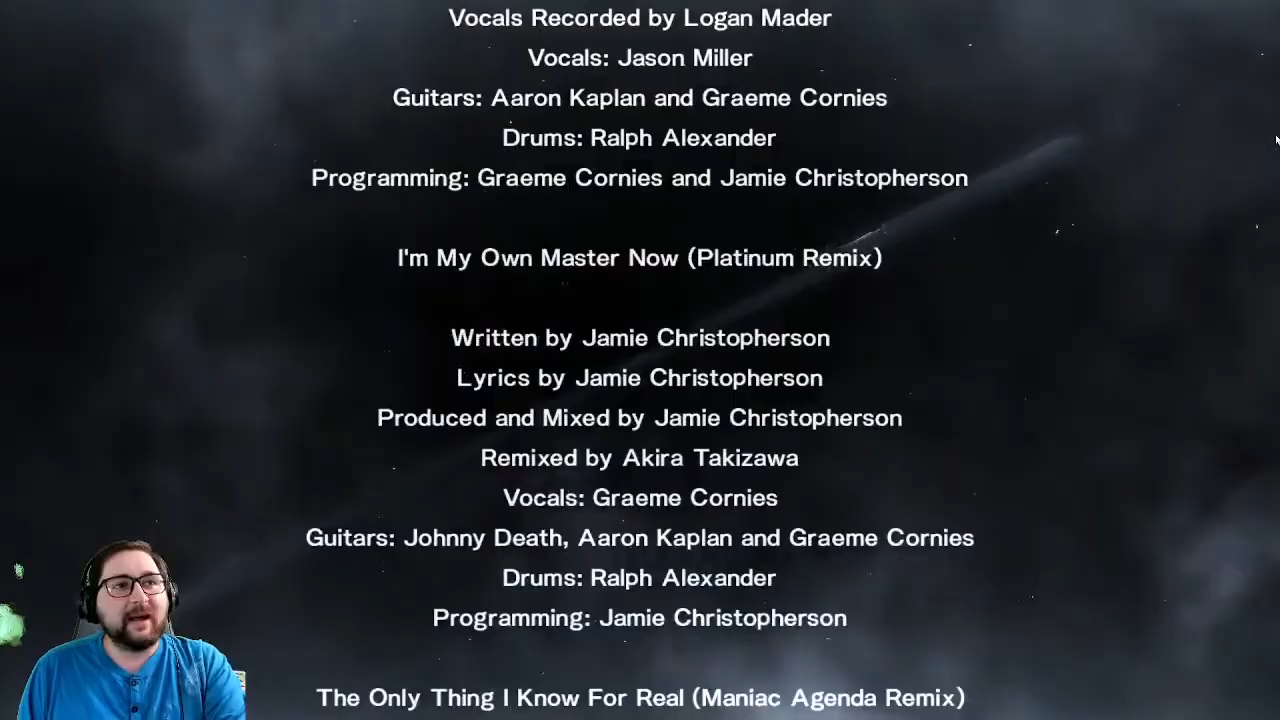 Vocals Recorded by Logan Mader
Vocals: Jason Miller
Guitars: Aaron Kaplan and Graeme Cornies
Drums: Ralph Alexander
Programming: Graeme Cornies and Jamie Christopherson
I'm My Own Master Now (Platinum Remix)
Written by Jamie Christopherson
Lyrics by Jamie Christopherson
Produced and Mixed by Jamie Christopherson
Remixed by Akira Takizawa
Vocals: Graeme Cornies
Guitars: Johnny Death, Aaron Kaplan and Graeme Cornies
Drums: Ralph Alexander
Programming: Jamie Christopherson
The Only Thing I Know For Real (Maniac Agenda Remix)